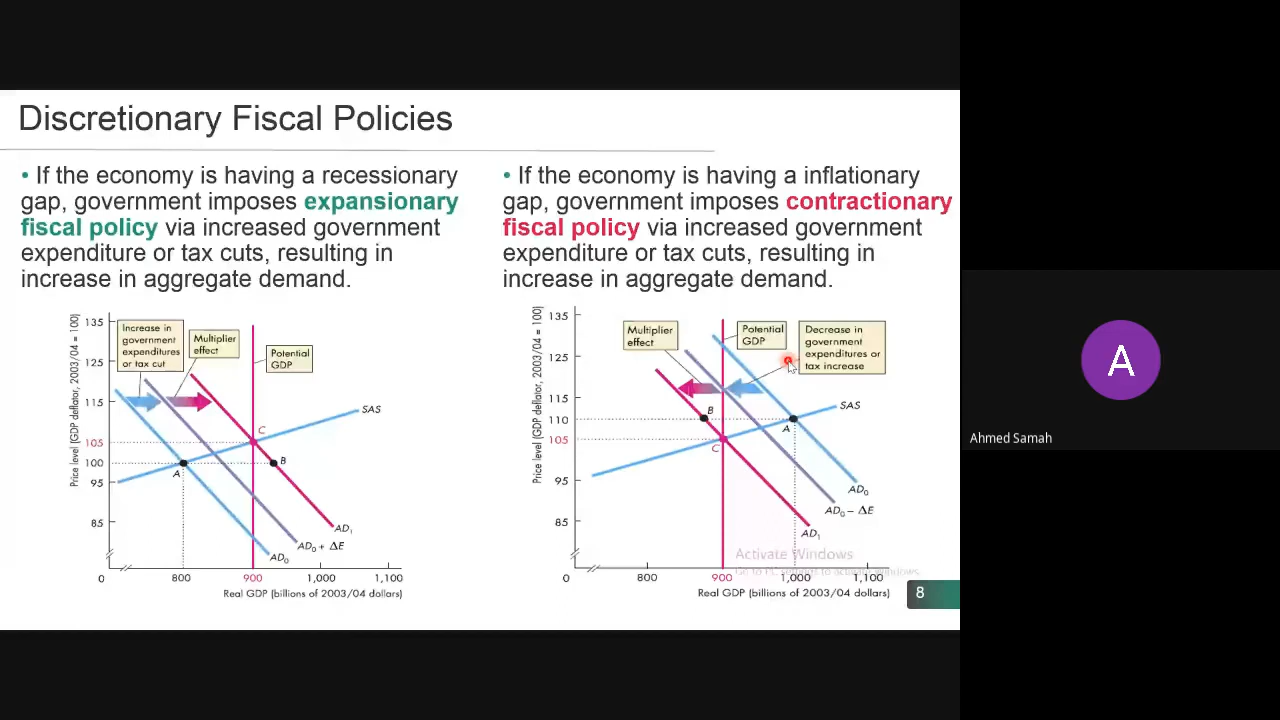 Discretionary Fiscal Policies
• If the economy is having a recessionary
gap, government imposes expansionary
fiscal policy via increased government
expenditure or tax cuts, resulting in
increase in aggregate demand.
• If the economy is having a inflationary
gap, government imposes contractionary
fiscal policy via increased government
expenditure or tax cuts, resulting in
increase in aggregate demand.
Price level (GDP deflator, 2003/04 = 100)
135
125
115
105
100
95
85
0
Increase in
government
expenditures
or tax cut
Multiplier
effect
Potential
GDP
SAS
A
B
C
AD₁
AD₀ + ΔE
AD₀
800
900
1,000
1,100
Real GDP (billions of 2003/04 dollars)
Price level (GDP deflator, 2003/04 = 100)
135
125
115
110
105
95
85
0
Multiplier
effect
Potential
GDP
Decrease in
government
expenditures or
tax increase
SAS
B
A
C
AD₀
AD₀ − ΔE
AD₁
800
900
1,000
1,100
Real GDP (billions of 2003/04 dollars)
Activate Windows
Go to PC settings to activate Windows.
8
A
Ahmed Samah